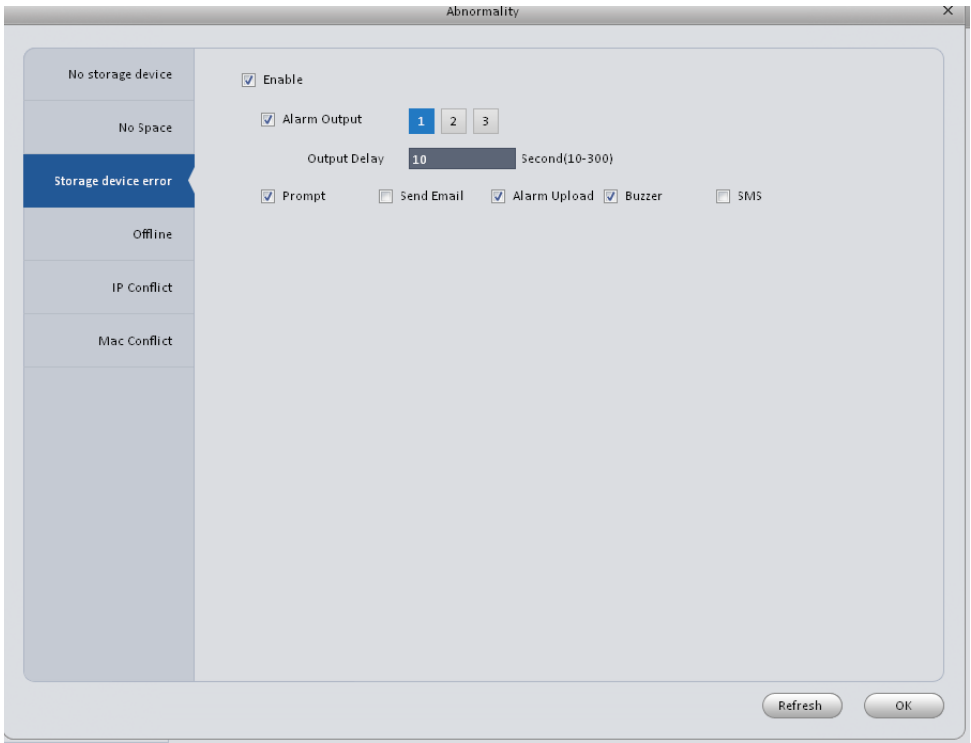 Abnormality
No storage device
Enable
Alarm Output 1 2 3
No Space
Output Delay 10 Second(10-300)
Storage device error
Prompt Send Email Alarm Upload Buzzer SMS
Offline
IP Conflict
Mac Conflict
Refresh OK